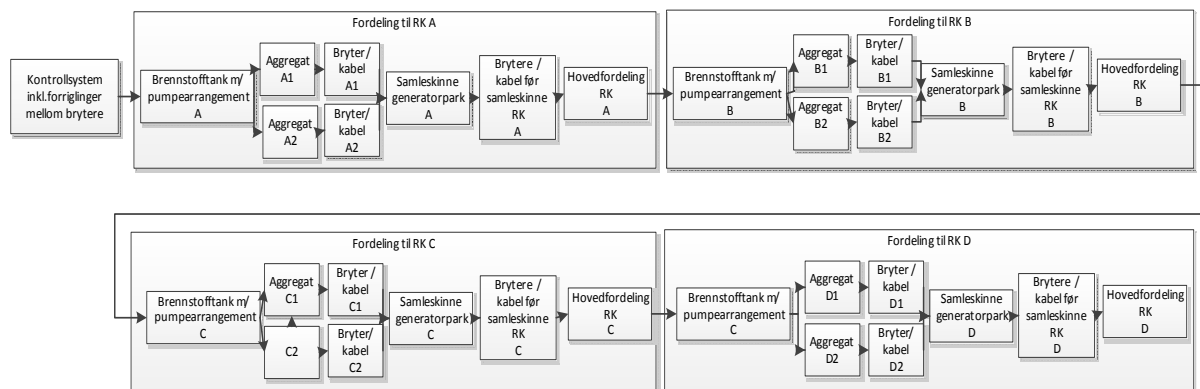 Fordeling til RK A
Kontrollsystem
inkl.forriglinger
mellom brytere
Brennstofftank m/
pumpearrangement
A
Aggregat
A1
Bryter/
kabel
A1
Aggregat
A2
Bryter/
kabel
A2
Samleskinne
generatorpark
A
Brytere /
kabel før
samleskinne
RK
A
Hovedfordeling
RK
A
Fordeling til RK B
Brennstofftank m/
pumpearrangement
B
Aggregat
B1
Bryter/
kabel
B1
Aggregat
B2
Bryter/
kabel
B2
Samleskinne
generatorpark
B
Brytere /
kabel før
samleskinne
RK
B
Hovedfordeling
RK
B
Fordeling til RK C
Brennstofftank m/
pumpearrangement
C
Aggregat
C1
Bryter /
kabel
C1
C2
Bryter/
kabel
C2
Samleskinne
generatorpark
C
Brytere /
kabel før
samleskinne
RK
C
Hovedfordeling
RK
C
Fordeling til RK D
Brennstofftank m/
pumpearrangement
C
Aggregat
D1
Bryter /
kabel
D1
Aggregat
D2
Bryter/
kabel
D2
Samleskinne
generatorpark
D
Brytere /
kabel før
samleskinne
RK
D
Hovedfordeling
RK
D